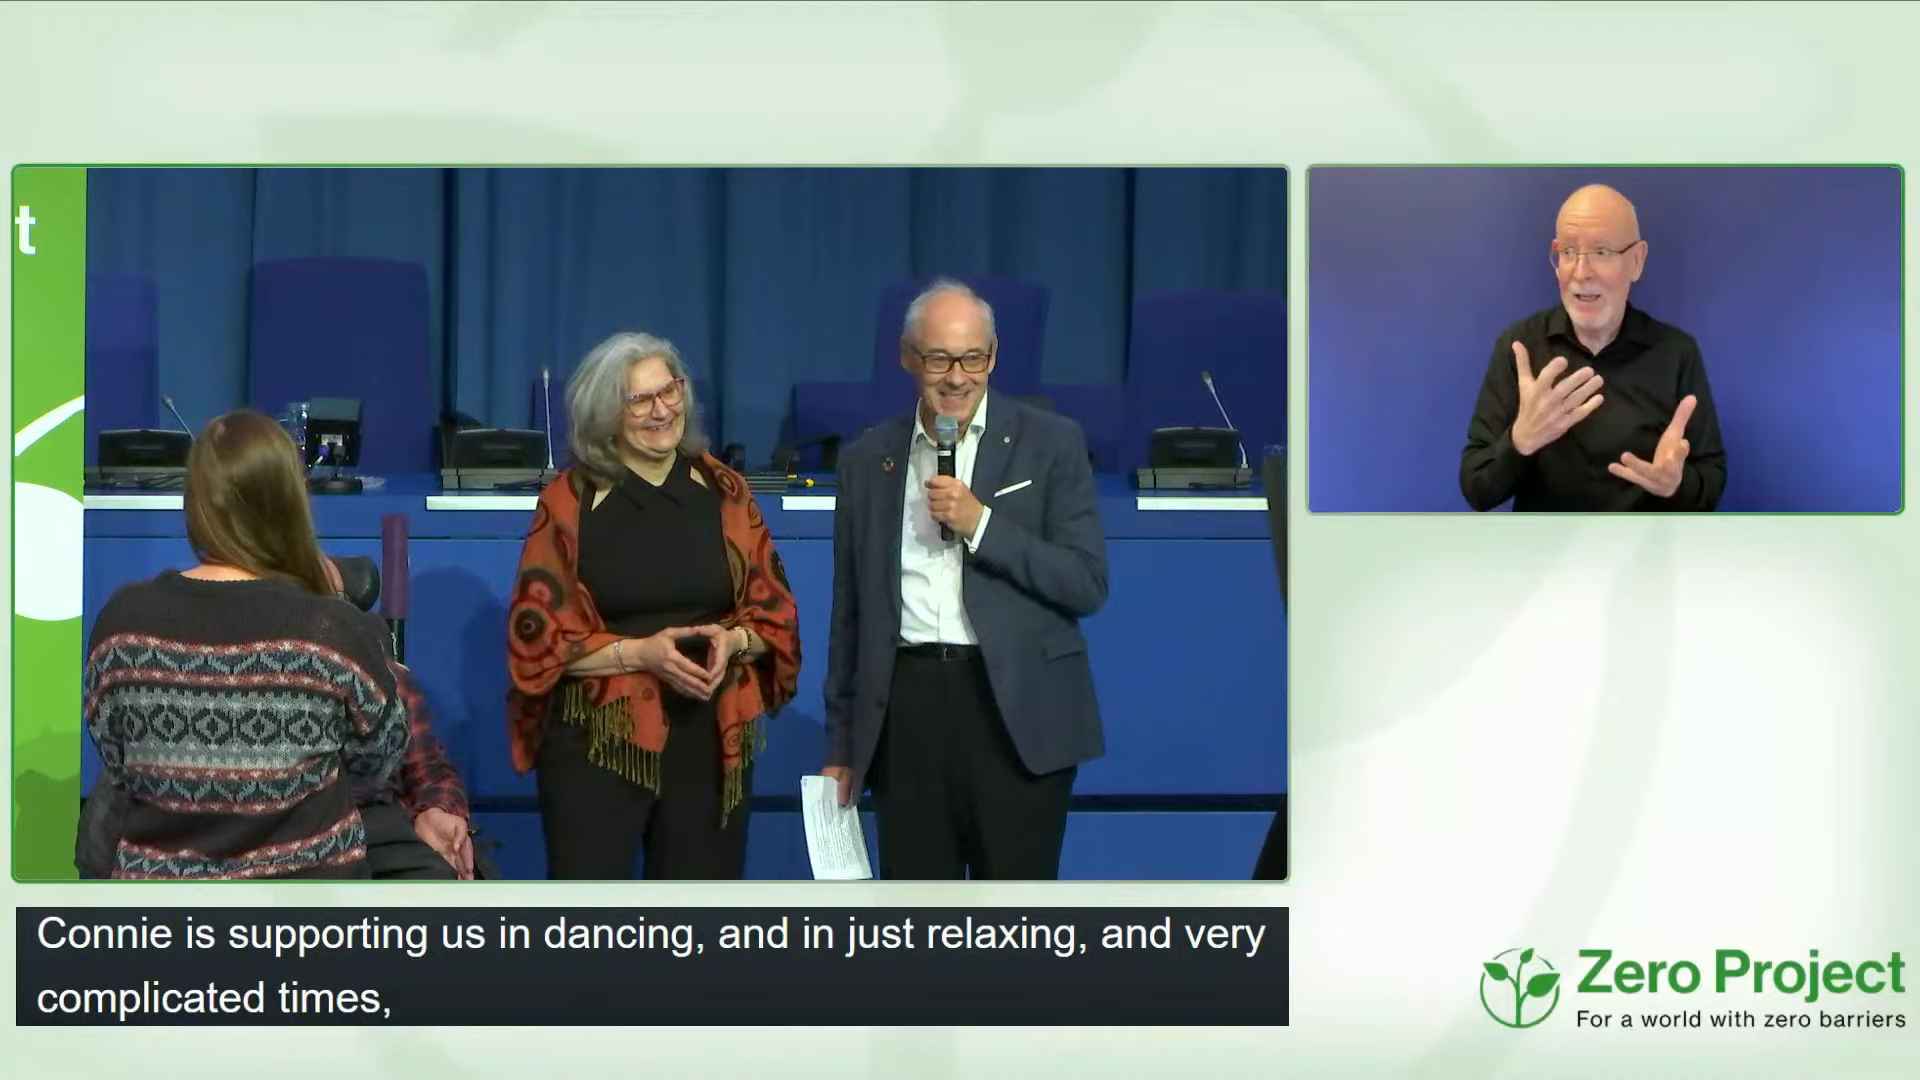 t
Connie is supporting us in dancing, and in just relaxing, and very
complicated times,
Zero Project
For a world with zero barriers